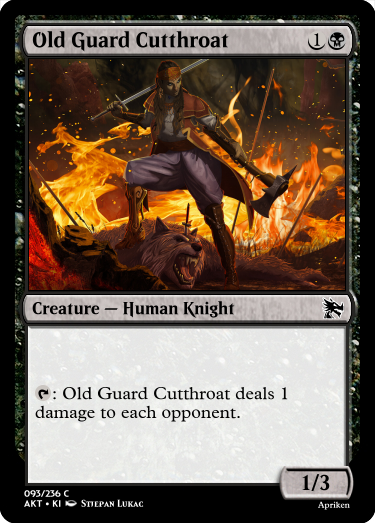 Old Guard Cutthroat 1
Creature — Human Knight
: Old Guard Cutthroat deals 1
damage to each opponent.
1/3
093/236 C
AKT • KI Stepan Lukac
Apriken